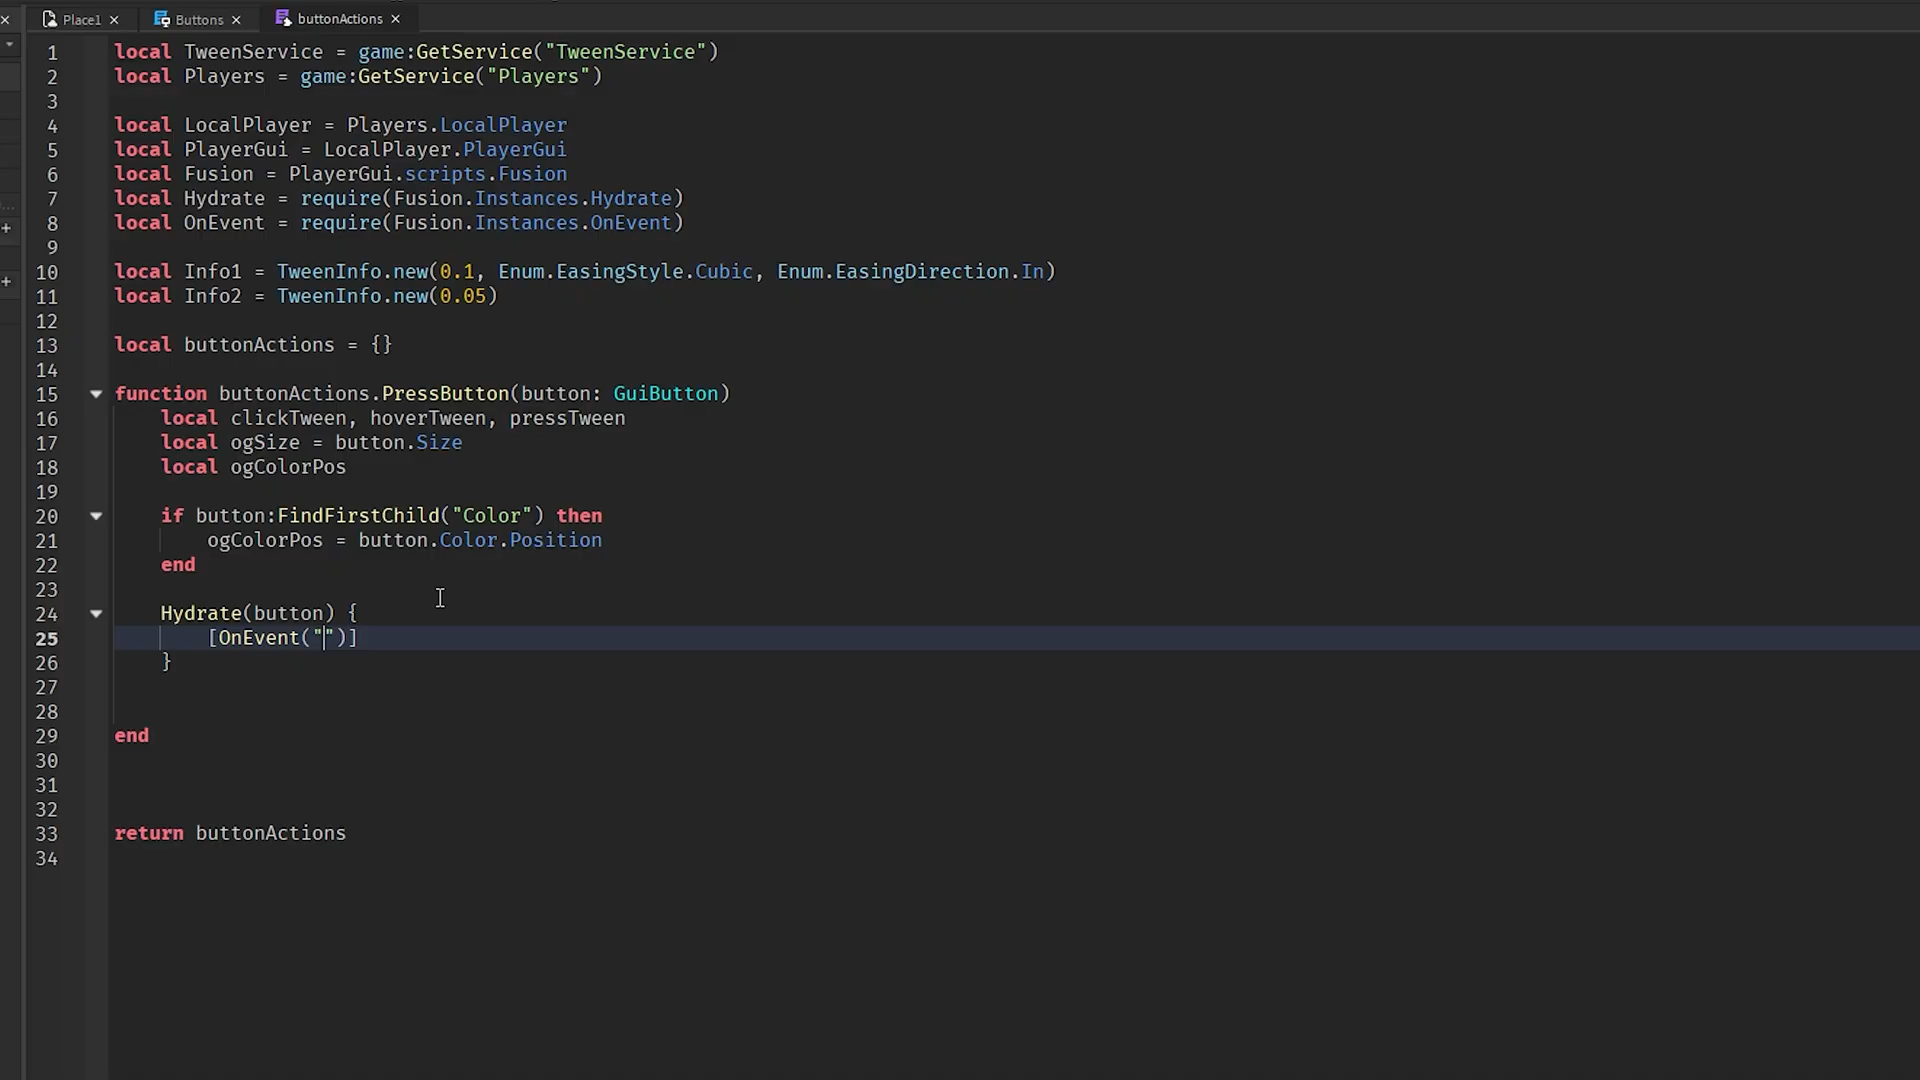 Place1 Buttons buttonActions
1 local TweenService = game:GetService("TweenService")
2 local Players = game:GetService("Players")
3
4 local LocalPlayer = Players.LocalPlayer
5 local PlayerGui = LocalPlayer.PlayerGui
6 local Fusion = PlayerGui.scripts.Fusion
7 local Hydrate = require(Fusion.Instances.Hydrate)
8 local OnEvent = require(Fusion.Instances.OnEvent)
9
10 local Info1 = TweenInfo.new(0.1, Enum.EasingStyle.Cubic, Enum.EasingDirection.In)
11 local Info2 = TweenInfo.new(0.05)
12
13 local buttonActions = {}
14
15 function buttonActions.PressButton(button: GuiButton)
16 local clickTween, hoverTween, pressTween
17 local ogSize = button.Size
18 local ogColorPos
19
20 if button:FindFirstChild("Color") then
21 ogColorPos = button.Color.Position
22 end
23
24 Hydrate(button) {
25 [OnEvent("")]
26 }
27
28
29 end
30
31
32
33 return buttonActions
34